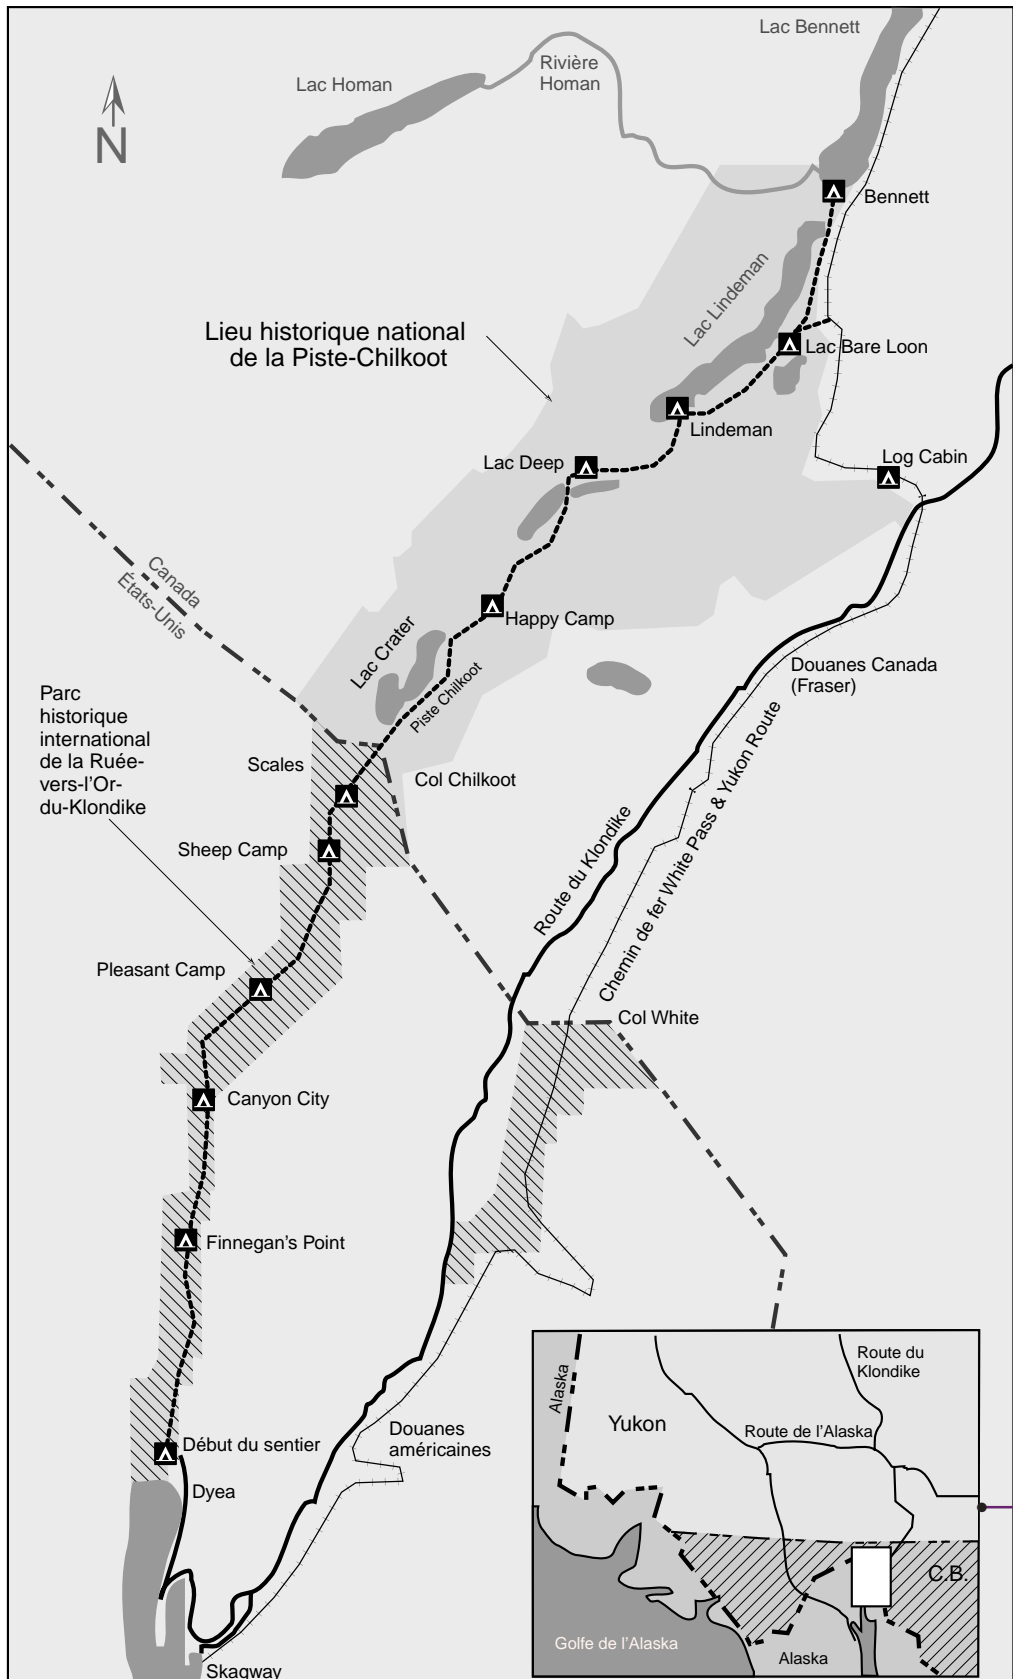 Lac Bennett
Rivière
Homan
Lac Homan
N
Bennett
Lac Lindeman
Lieu historique national
de la Piste-Chilkoot
Lac Bare Loon
Lindeman
Lac Deep
Log Cabin
Canada
États-Unis
Happy Camp
Lac Crater
Piste Chilkoot
Douanes Canada
(Fraser)
Parc
historique
international
de la Ruée-
vers-l'Or-
du-Klondike
Scales
Col Chilkoot
Sheep Camp
Route du Klondike
Chemin de fer White Pass & Yukon Route
Pleasant Camp
Col White
Canyon City
Finnegan's Point
Début du sentier
Dyea
Douanes
américaines
Skagway
Alaska
Yukon
Route du
Klondike
Route de l'Alaska
C.B.
Golfe de l'Alaska
Alaska